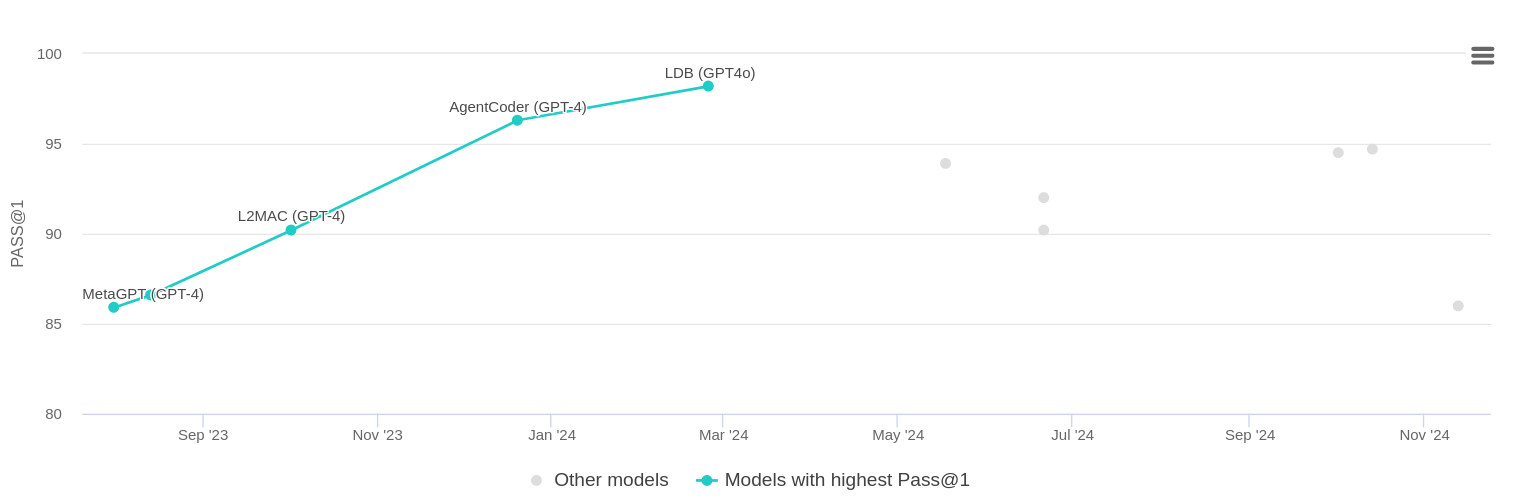 100
LDB (GPT4o)
AgentCoder (GPT-4)
95
L2MAC (GPT-4)
90
PASS@1
MetaGPT (GPT-4)
85
80
Sep '23 Nov '23 Jan '24 Mar '24 May '24 Jul '24 Sep '24 Nov '24
Other models Models with highest Pass@1